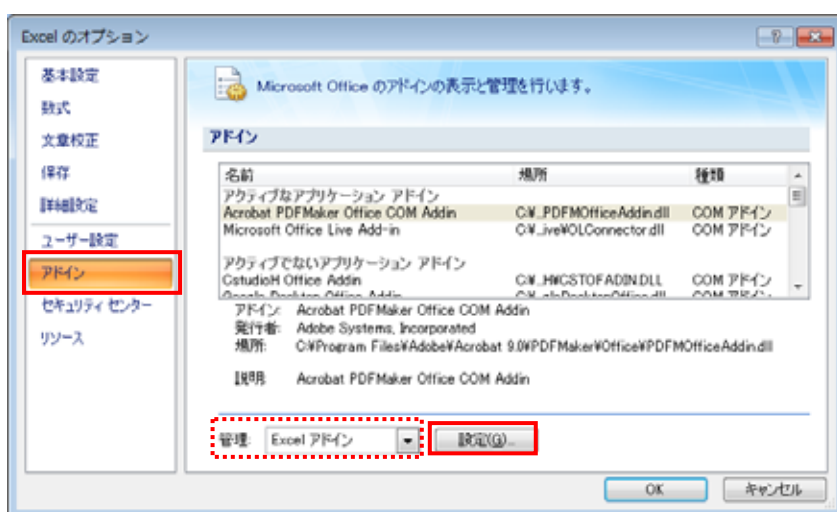 Excel のオプション
基本設定
数式
文章校正
保存
詳細設定
ユーザー設定
アドイン
セキュリティ センター
リソース
Microsoft Office のアドインの表示と管理を行います。
アドイン
名前 場所 種類
アクティブなアプリケーション アドイン
Acrobat PDFMaker Office COM Addin C:¥...PDFMOfficeAddin.dll COM アドイン
Microsoft Office Live Add-in C:¥...ive¥OLConnector.dll COM アドイン
アクティブでないアプリケーション アドイン
CstudioH Office Addin C:¥...H¥CSTOFADIN.DLL COM アドイン
Google Desktop Office Addin COM アドイン
アドイン: Acrobat PDFMaker Office COM Addin
発行者: Adobe Systems, Incorporated
場所: C:¥Program Files¥Adobe¥Acrobat 9.0¥PDFMaker¥Office¥PDFMOfficeAddin.dll
説明: Acrobat PDFMaker Office COM Addin
管理: Excel アドイン 設定(G)...
OK キャンセル